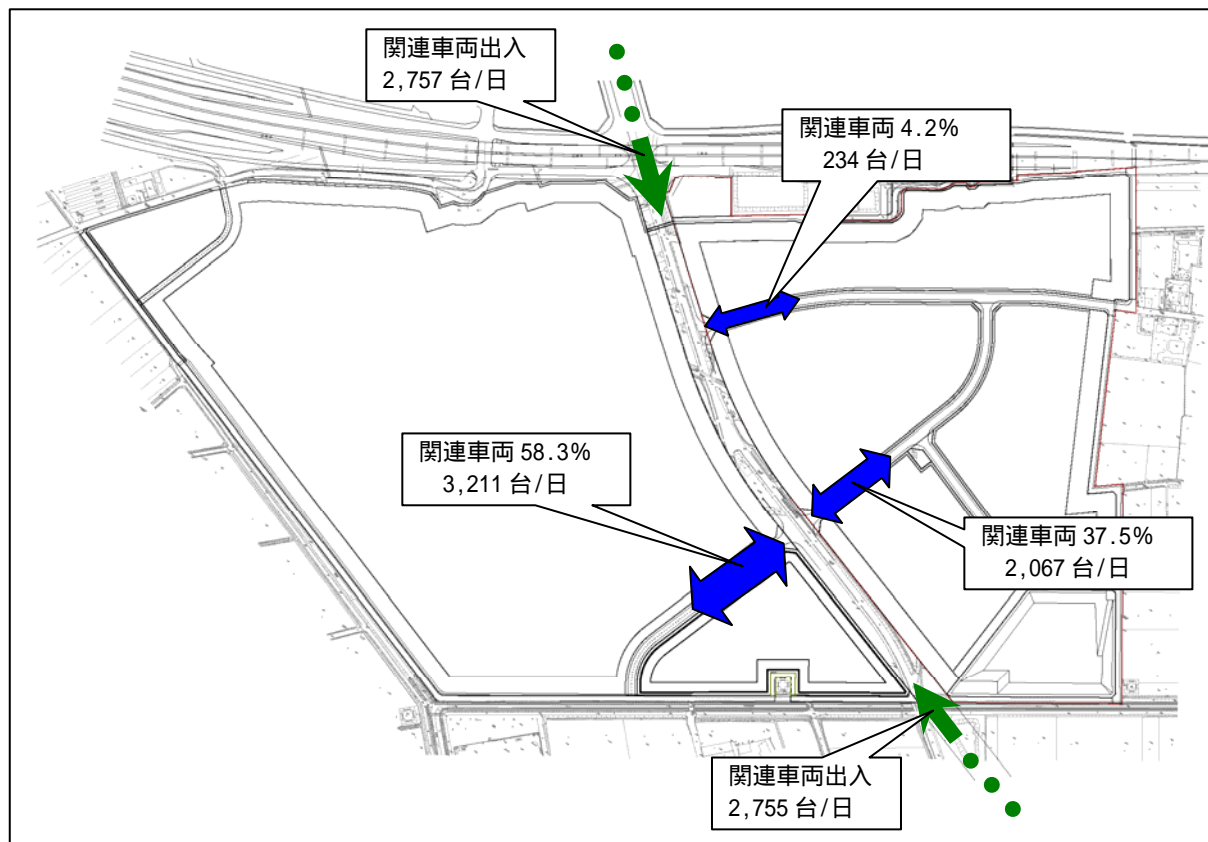 関連車両出入
2,757 台/日
関連車両 4.2%
234 台/日
関連車両 58.3%
3,211 台/日
関連車両 37.5%
2,067 台/日
関連車両出入
2,755 台/日